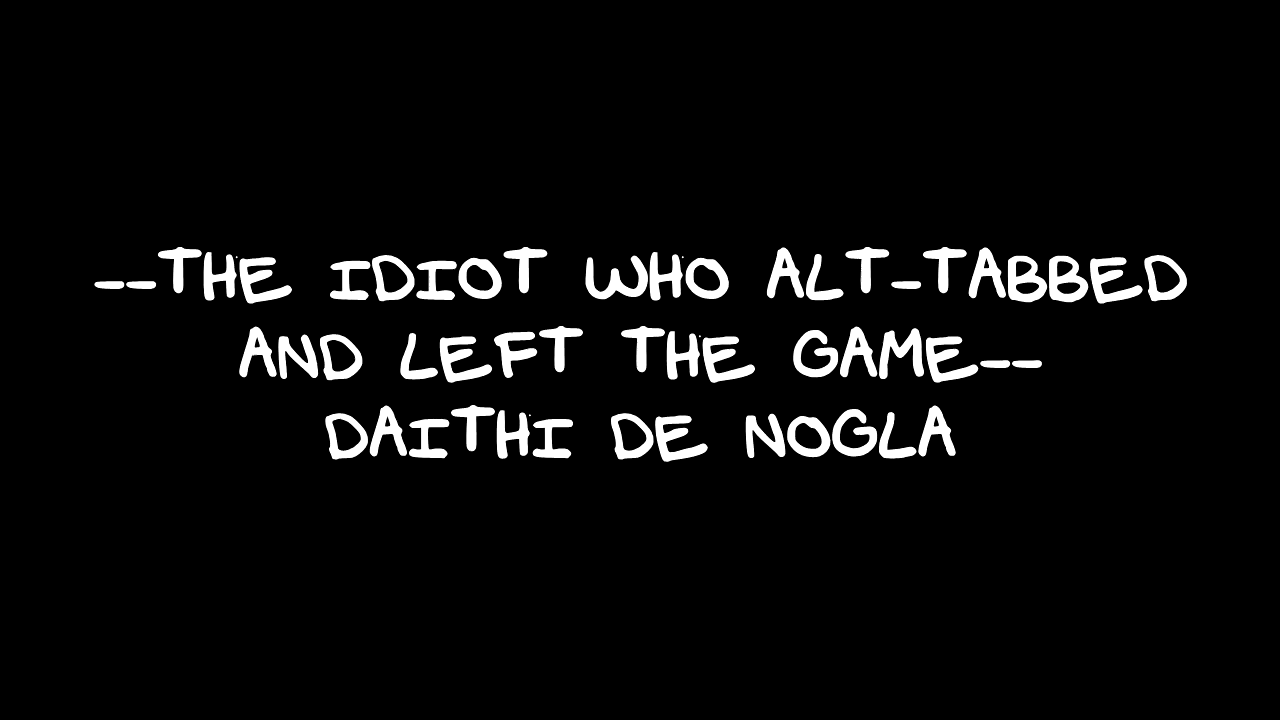 --THE IDIOT WHO ALT-TABBED
AND LEFT THE GAME--
DAITHI DE NOGLA